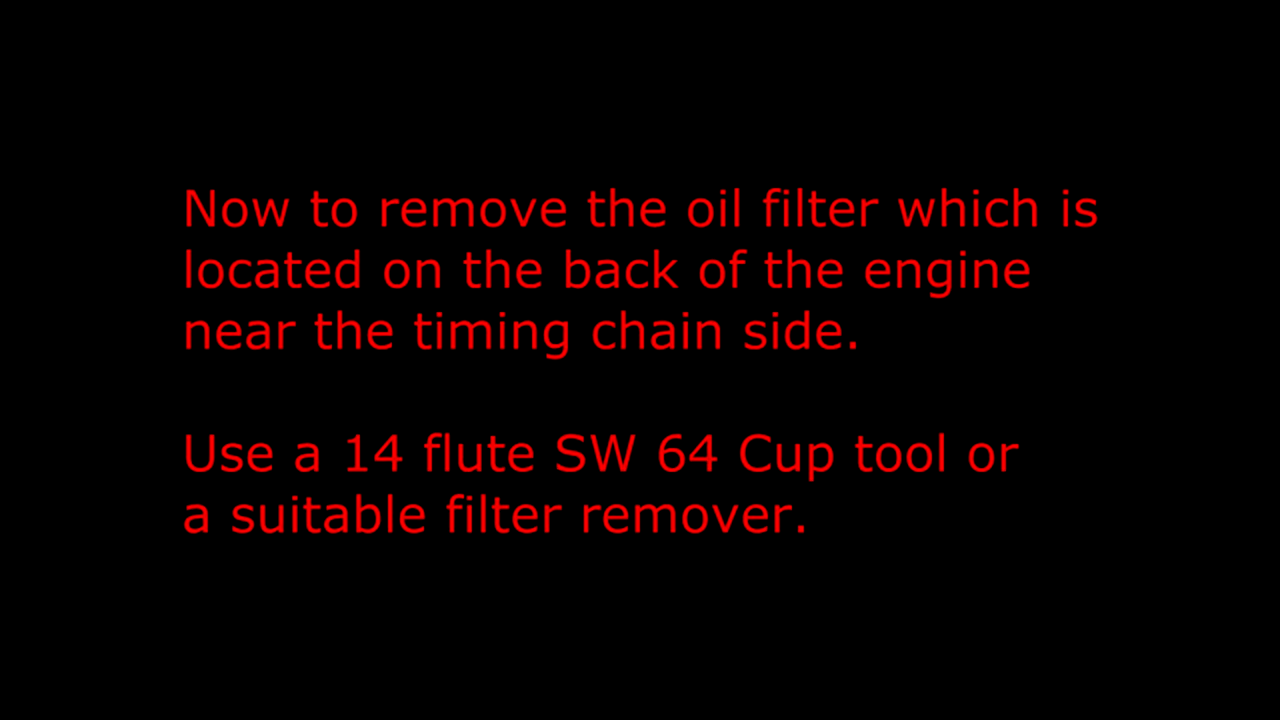 Now to remove the oil filter which is
located on the back of the engine
near the timing chain side.
Use a 14 flute SW 64 Cup tool or
a suitable filter remover.